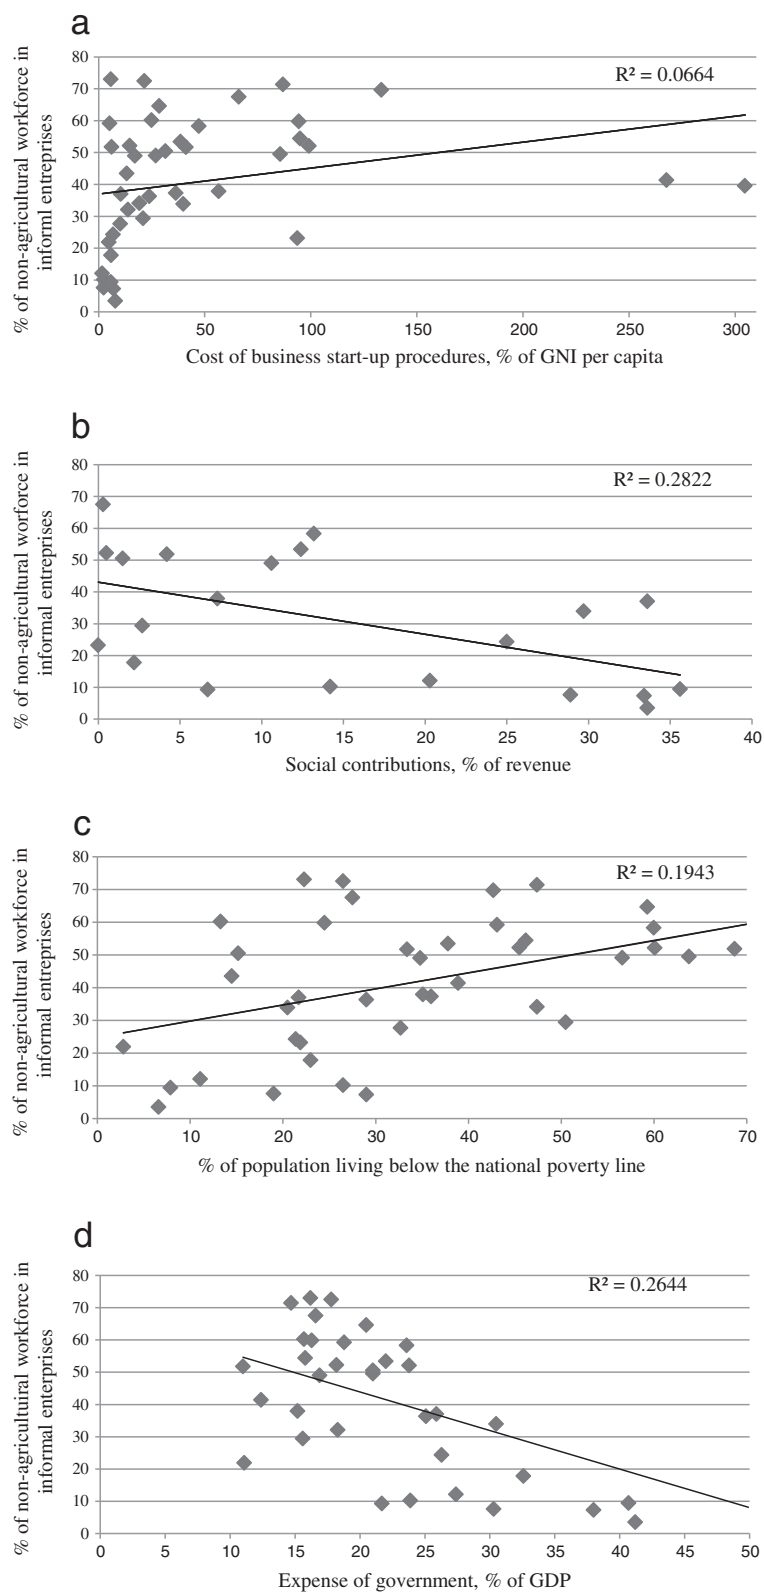 a
% of non-agricultural workforce in
informl entreprises
80
70
60
50
40
30
20
10
0
R² = 0.0664
0 50 100 150 200 250 300
Cost of business start-up procedures, % of GNI per capita
b
% of non-agricultural worforce in
informal entreprises
80
70
60
50
40
30
20
10
0
R² = 0.2822
0 5 10 15 20 25 30 35 40
Social contributions, % of revenue
c
% of non-agricultural workforce in
informal entreprises
80
70
60
50
40
30
20
10
0
R² = 0.1943
0 10 20 30 40 50 60 70
% of population living below the national poverty line
d
% of non-agricultuiral workforce in
informal enterprises
80
70
60
50
40
30
20
10
0
R² = 0.2644
0 5 10 15 20 25 30 35 40 45 50
Expense of government, % of GDP